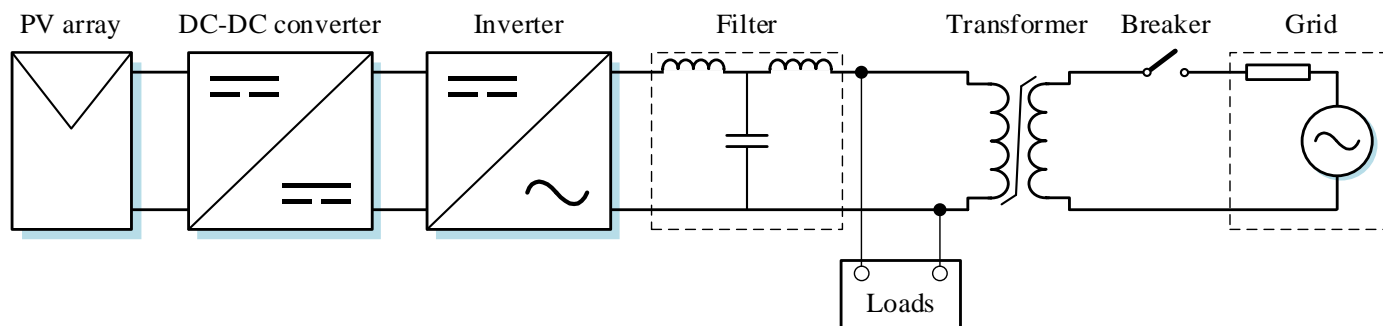 PV array
DC-DC converter
Inverter
Filter
Transformer
Breaker
Grid
Loads